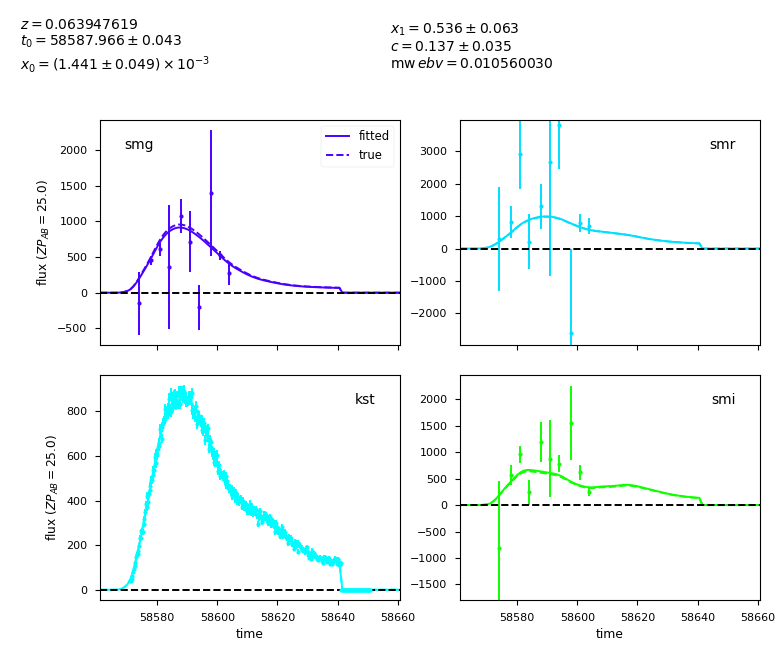 z = 0.063947619
t₀ = 58587.966 ± 0.043
x₀ = (1.441 ± 0.049) × 10⁻³
x₁ = 0.536 ± 0.063
c = 0.137 ± 0.035
mw ebv = 0.010560030
smg
fitted
true
2000
1500
1000
500
0
−500
flux (ZP_AB = 25.0)
smr
3000
2000
1000
0
−1000
−2000
kst
800
600
400
200
0
flux (ZP_AB = 25.0)
58580 58600 58620 58640 58660
time
smi
2000
1500
1000
500
0
−500
−1000
−1500
58580 58600 58620 58640 58660
time